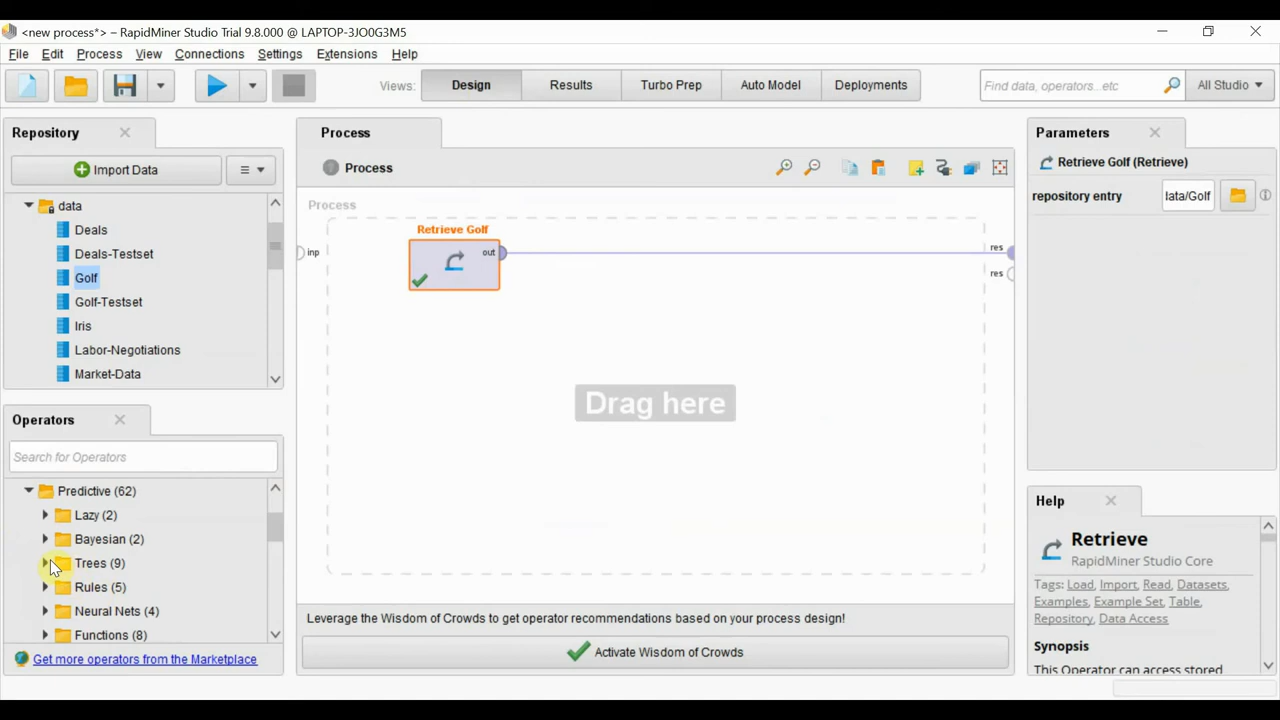 <new process*> – RapidMiner Studio Trial 9.8.000 @ LAPTOP-3JO0G3M5
File Edit Process View Connections Settings Extensions Help
Views: Design Results Turbo Prep Auto Model Deployments Find data, operators...etc All Studio
Repository
Import Data
data
Deals
Deals-Testset
Golf
Golf-Testset
Iris
Labor-Negotiations
Market-Data
Operators
Search for Operators
Predictive (62)
Lazy (2)
Bayesian (2)
Trees (9)
Rules (5)
Neural Nets (4)
Functions (8)
Get more operators from the Marketplace
Process
Process
Process
Retrieve Golf
inp
out
res
res
Drag here
Leverage the Wisdom of Crowds to get operator recommendations based on your process design!
Activate Wisdom of Crowds
Parameters
Retrieve Golf (Retrieve)
repository entry lata/Golf
Help
Retrieve
RapidMiner Studio Core
Tags: Load, Import, Read, Datasets,
Examples, Example Set, Table,
Repository, Data Access
Synopsis
This Operator can access stored